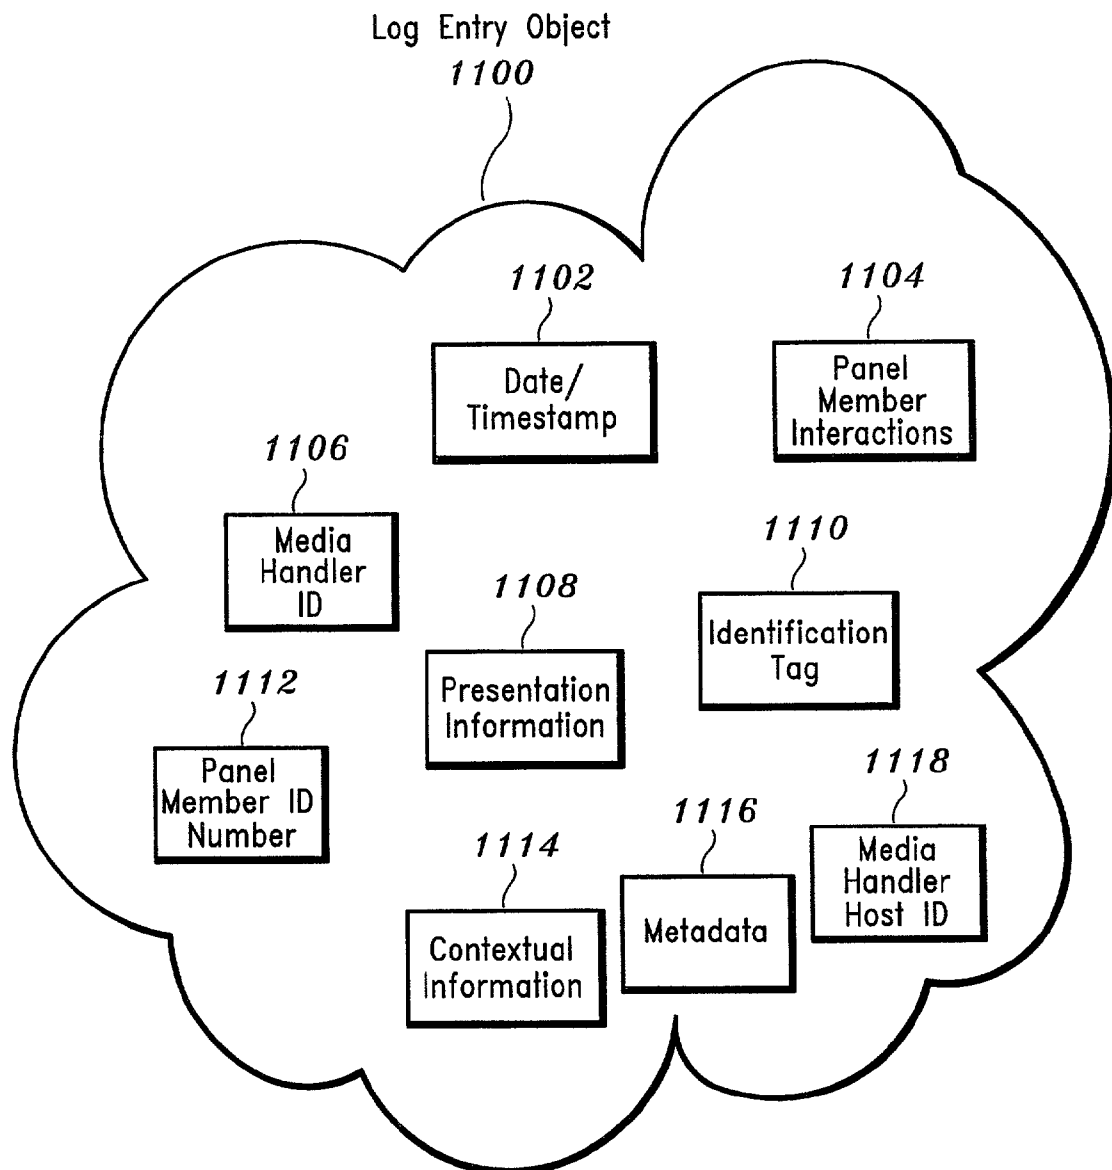 Log Entry Object
1100
1102
Date/
Timestamp
1104
Panel
Member
Interactions
1106
Media
Handler
ID
1108
Presentation
Information
1110
Identification
Tag
1112
Panel
Member ID
Number
1114
Contextual
Information
1116
Metadata
1118
Media
Handler
Host ID